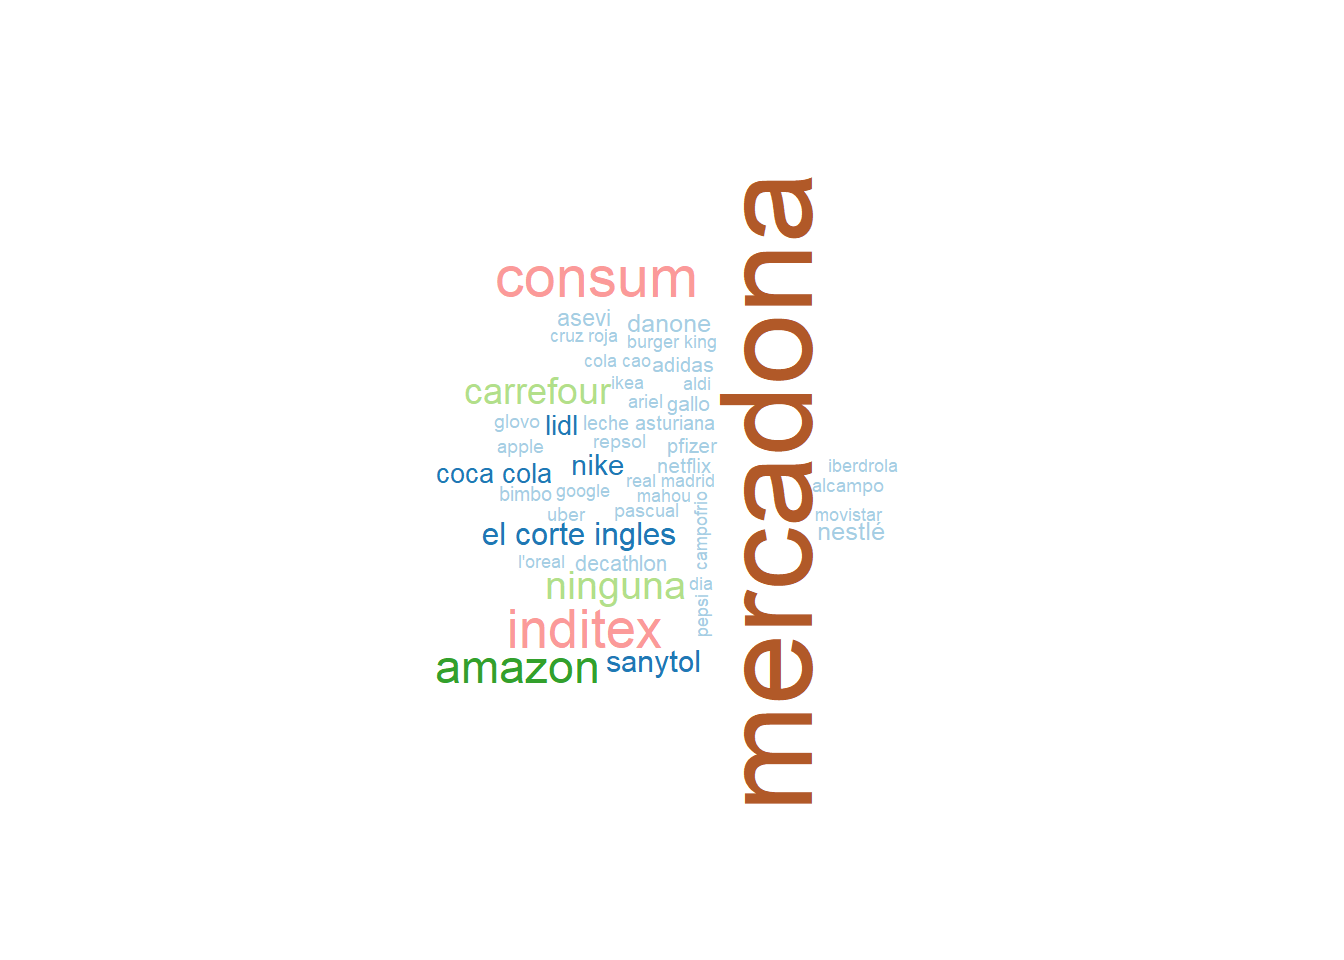 consum
asevi
danone
cruz roja
burger king
cola cao
adidas
carrefour
ikea
aldi
ariel
gallo
glovo
lidl
leche asturiana
apple
repsol
pfizer
coca cola
nike
netflix
real madrid
bimbo
google
mahou
uber
pascual
campofrio
el corte ingles
l'oreal
decathlon
ninguna
dia
pepsi
inditex
amazon
sanytol
mercadona
iberdrola
alcampo
movistar
nestlé